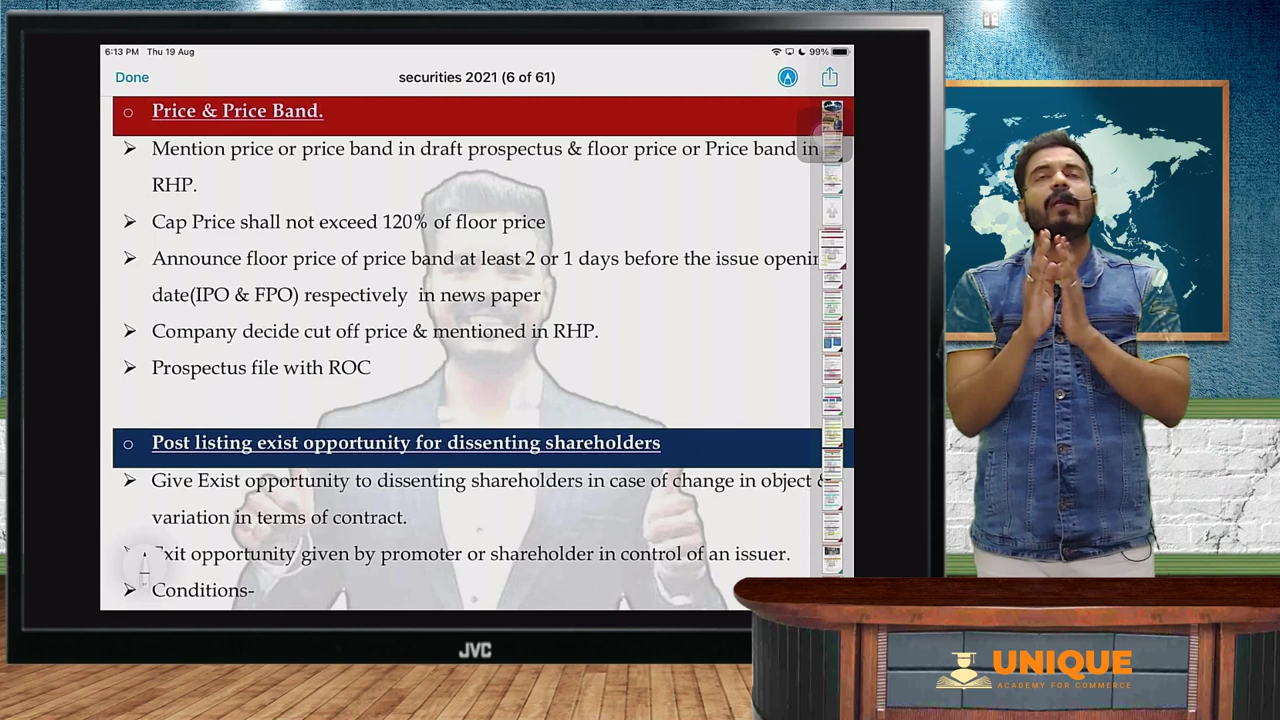 6:13 PM Thu 19 Aug
99%
Done
securities 2021 (6 of 61)
Price & Price Band.
Mention price or price band in draft prospectus & floor price or Price band in
RHP.
Cap Price shall not exceed 120% of floor price
Announce floor price of price band at least 2 or 1 days before the issue
date(IPO & FPO) respectively in news paper
Company decide cut off price & mentioned in RHP.
Prospectus file with ROC
Post listing exist opportunity for dissenting shareholders
Give Exist opportunity to dissenting shareholders in case of change in object &
variation in terms of contract.
opportunity given by promoter or shareholder in control of an issuer.
Conditions-
JVC
UNIQUE
ACADEMY FOR COMMERCE